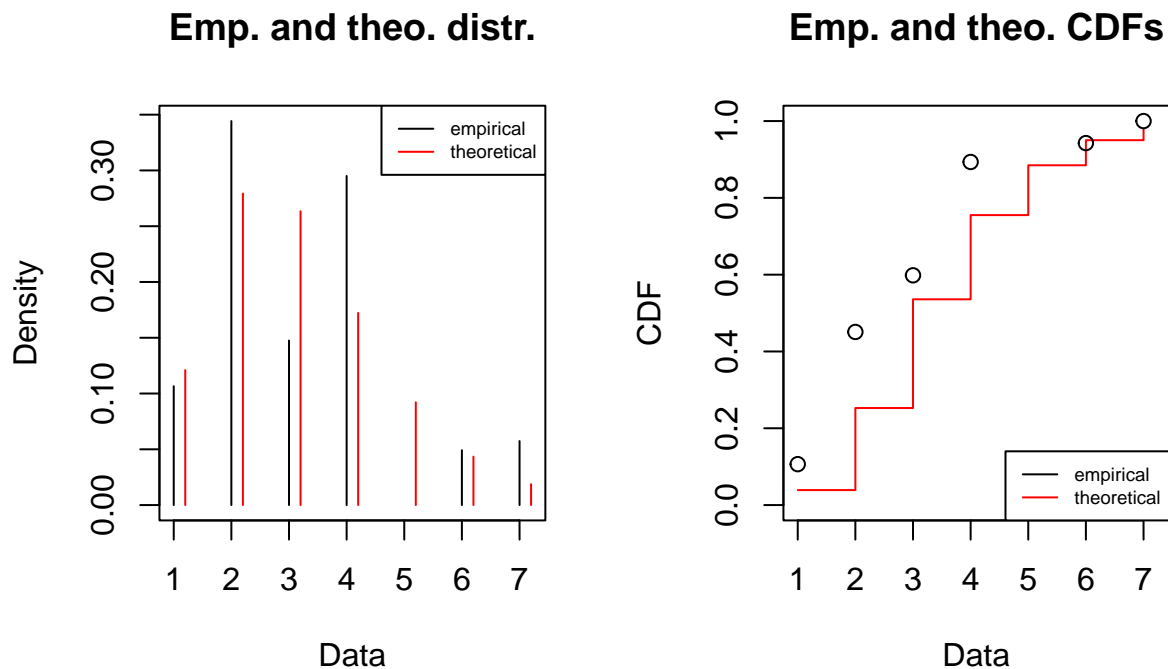 Emp. and theo. distr.
empirical
theoretical
0.00 0.10 0.20 0.30
Density
1 2 3 4 5 6 7
Data
Emp. and theo. CDFs
0.0 0.2 0.4 0.6 0.8 1.0
CDF
empirical
theoretical
1 2 3 4 5 6 7
Data